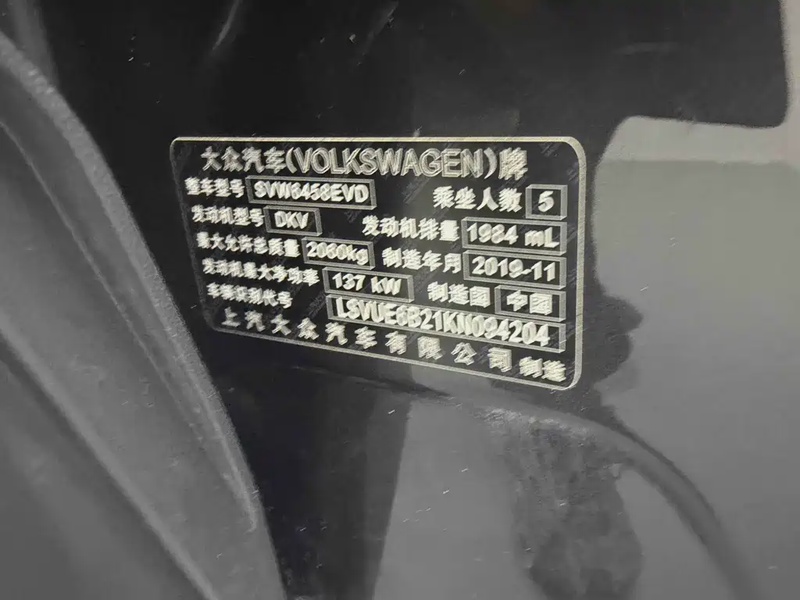 大众汽车(VOLKSWAGEN)牌
整车型号 SVW6458EVD 乘坐人数 5
发动机型号 DKV 发动机排量 1984 mL
最大允许总质量 2060kg 制造年月 2019-11
发动机最大净功率 137 kW 制造国 中国
车辆识别代号 LSVUE6B21KN094204
上汽大众汽车有限公司 制造